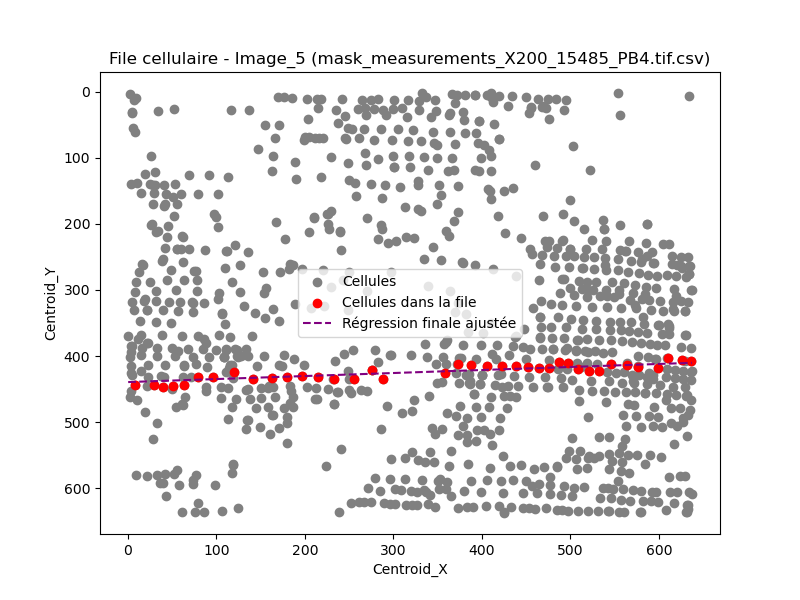 File cellulaire - Image_5 (mask_measurements_X200_15485_PB4.tif.csv)
0
100
200
300
400
500
600
Centroid_Y
Cellules
Cellules dans la file
Régression finale ajustée
0 100 200 300 400 500 600
Centroid_X